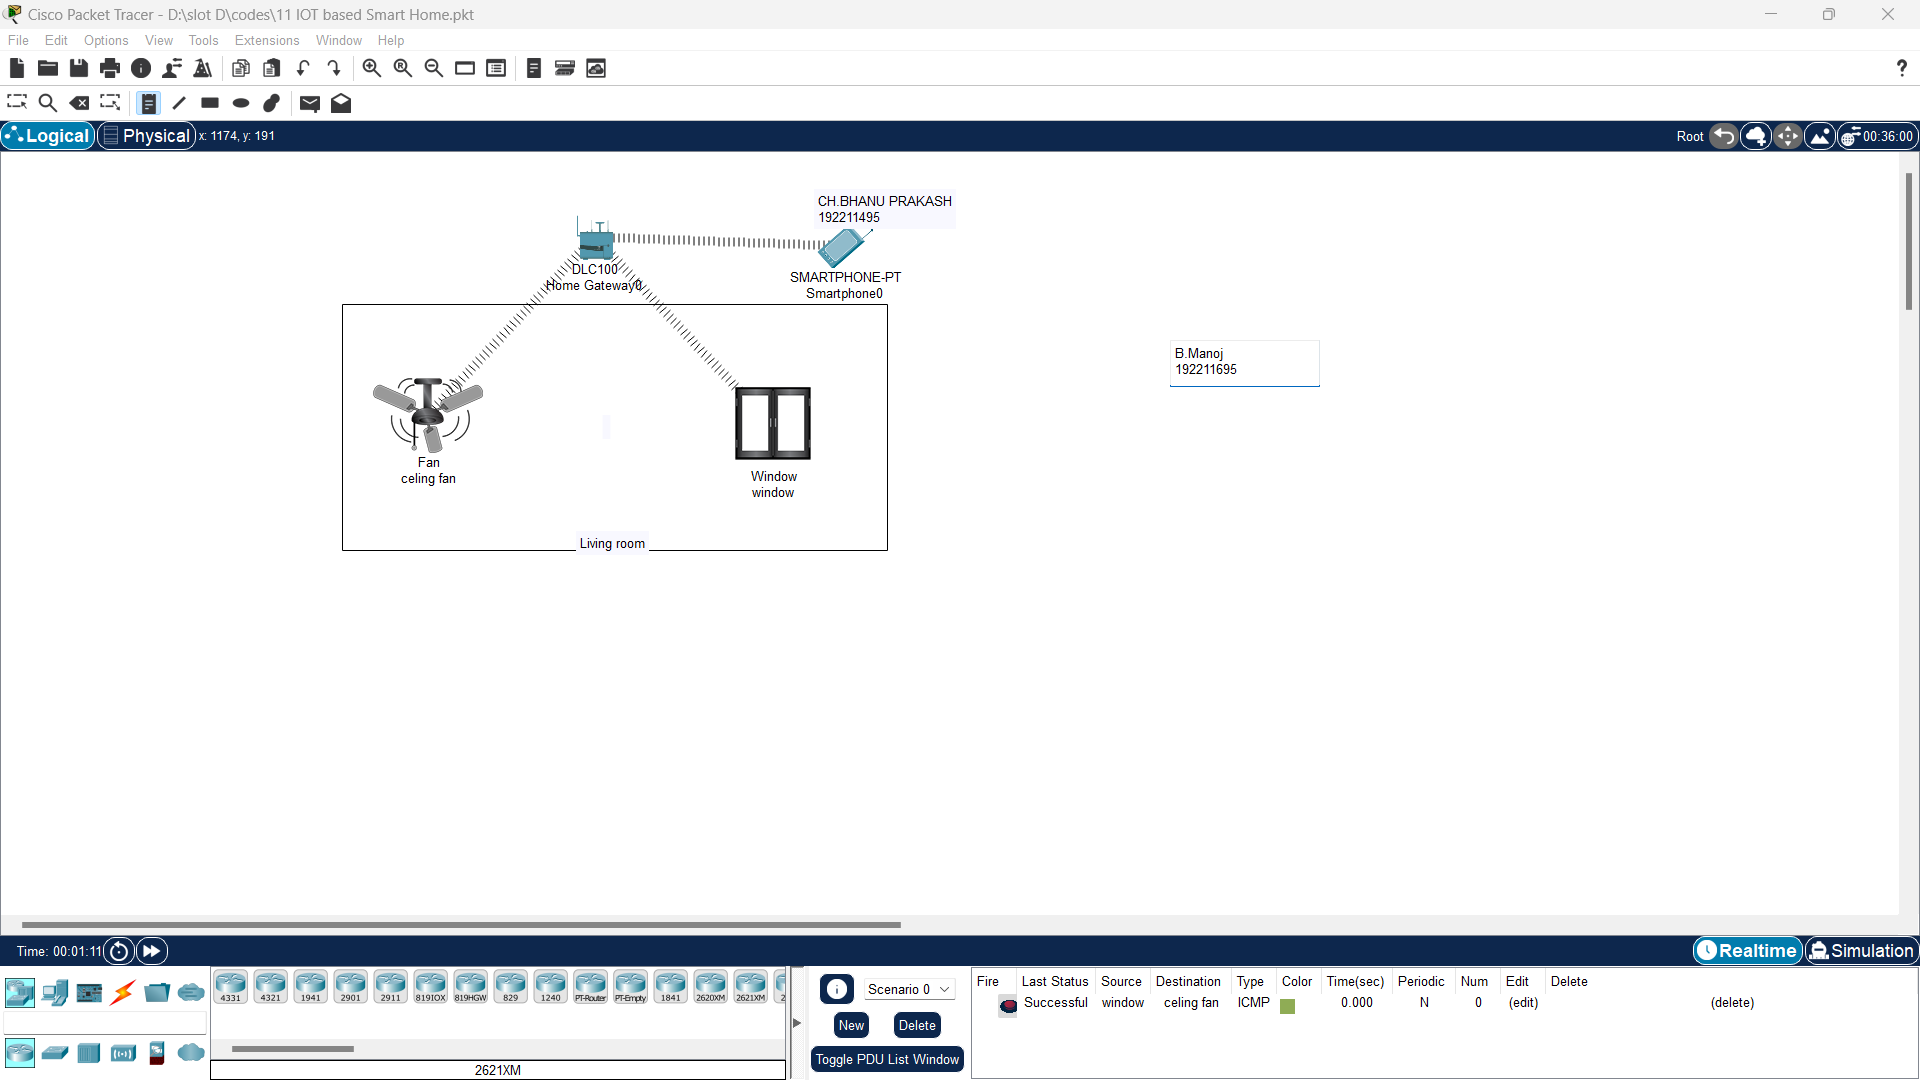 Cisco Packet Tracer - D:\slot D\codes\11 IOT based Smart Home.pkt
File Edit Options View Tools Extensions Window Help
?
Logical Physical x: 1174, y: 191 Root 00:36:00
CH.BHANU PRAKASH
192211495
DLC100
Home Gateway0
SMARTPHONE-PT
Smartphone0
B.Manoj
192211695
Fan
celing fan
Window
window
Living room
Time: 00:01:11 Realtime Simulation
4331 4321 1941 2901 2911 819IOX 819HGW 829 1240 PT-Router PT-Empty 1841 2620XM 2621XM 2
2621XM
Scenario 0
New Delete
Toggle PDU List Window
Fire Last Status Source Destination Type Color Time(sec) Periodic Num Edit Delete
Successful window celing fan ICMP 0.000 N 0 (edit) (delete)